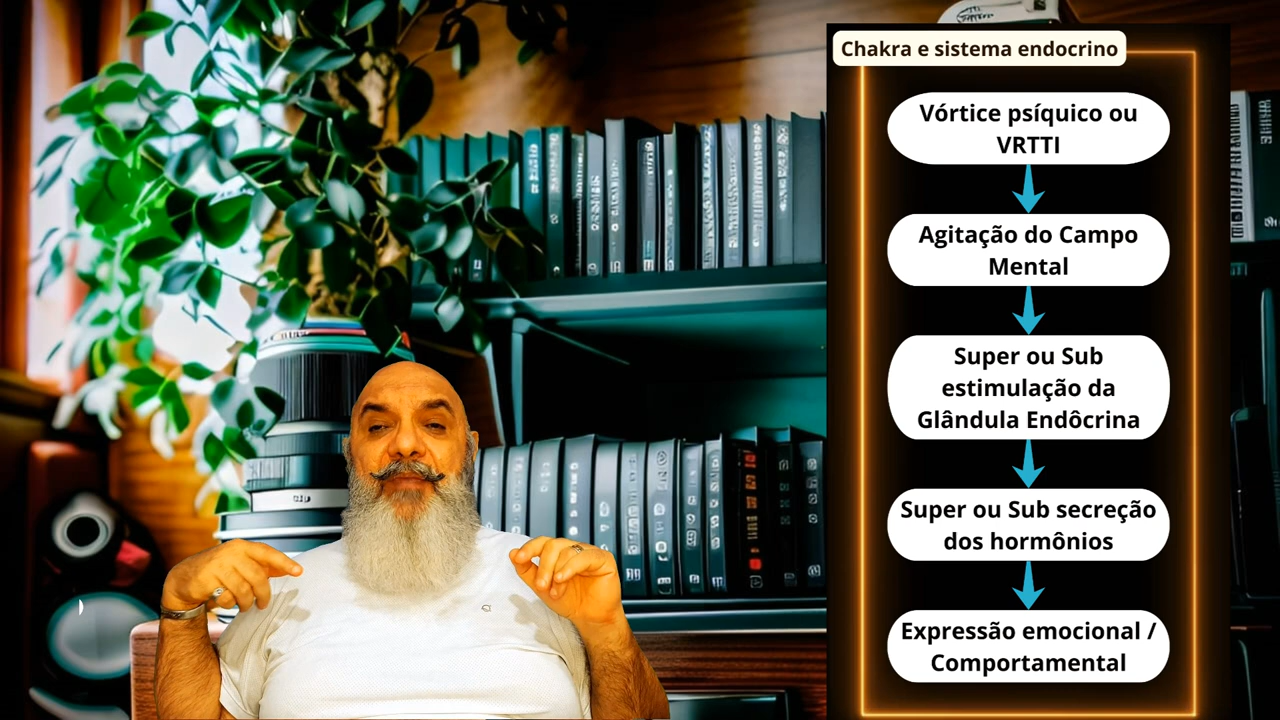 Chakra e sistema endocrino
Vórtice psíquico ou
VRTTI
Agitação do Campo
Mental
Super ou Sub
estimulação da
Glândula Endôcrina
Super ou Sub secreção
dos hormônios
Expressão emocional /
Comportamental